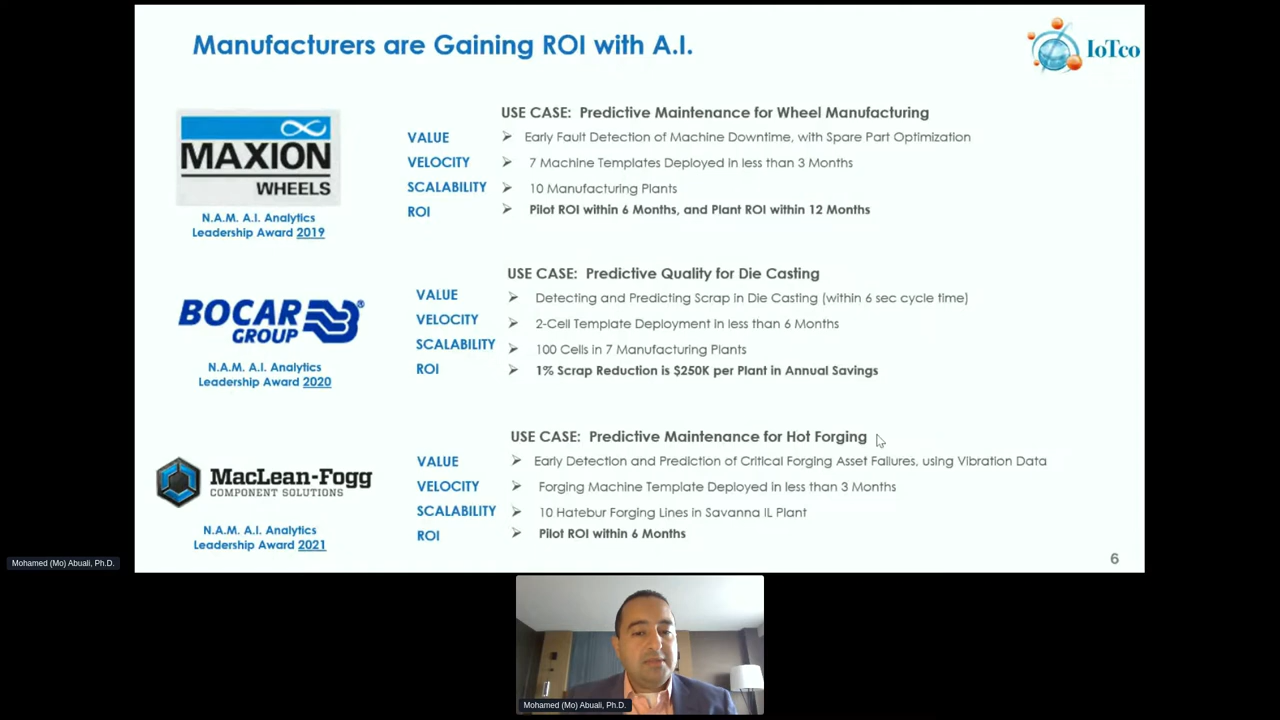 Manufacturers are Gaining ROI with A.I.
IoTco
MAXION
WHEELS
N.A.M. A.I. Analytics
Leadership Award 2019
USE CASE: Predictive Maintenance for Wheel Manufacturing
VALUE ➢ Early Fault Detection of Machine Downtime, with Spare Part Optimization
VELOCITY ➢ 7 Machine Templates Deployed in less than 3 Months
SCALABILITY ➢ 10 Manufacturing Plants
ROI ➢ Pilot ROI within 6 Months, and Plant ROI within 12 Months
BOCAR
GROUP
N.A.M. A.I. Analytics
Leadership Award 2020
USE CASE: Predictive Quality for Die Casting
VALUE ➢ Detecting and Predicting Scrap in Die Casting (within 6 sec cycle time)
VELOCITY ➢ 2-Cell Template Deployment in less than 6 Months
SCALABILITY ➢ 100 Cells in 7 Manufacturing Plants
ROI ➢ 1% Scrap Reduction is $250K per Plant in Annual Savings
MacLean-Fogg
COMPONENT SOLUTIONS
N.A.M. A.I. Analytics
Leadership Award 2021
USE CASE: Predictive Maintenance for Hot Forging
VALUE ➢ Early Detection and Prediction of Critical Forging Asset Failures, using Vibration Data
VELOCITY ➢ Forging Machine Template Deployed in less than 3 Months
SCALABILITY ➢ 10 Hatebur Forging Lines in Savanna IL Plant
ROI ➢ Pilot ROI within 6 Months
6
Mohamed (Mo) Abuali, Ph.D.
Mohamed (Mo) Abuali, Ph.D.